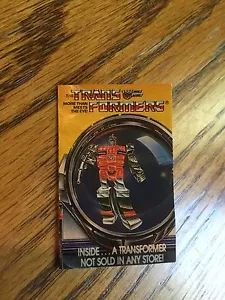 THE TRANSFORMERS
MORE THAN
MEETS
THE EYE!
INSIDE...A TRANSFORMER
NOT SOLD IN ANY STORE!